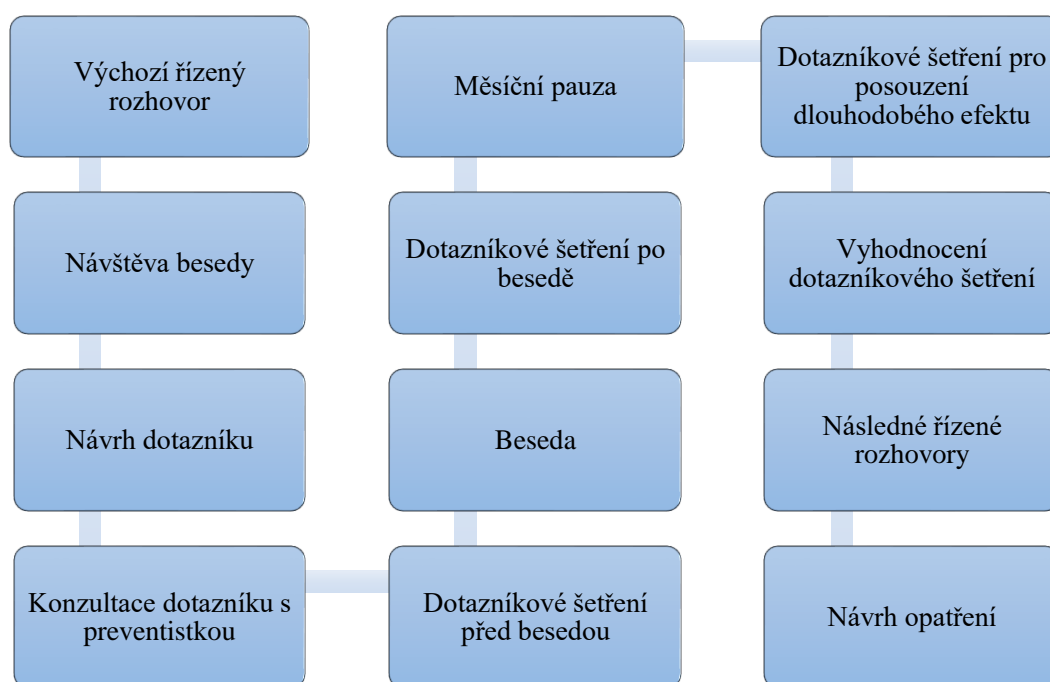 Výchozí řízený
rozhovor
Návštěva besedy
Návrh dotazníku
Konzultace dotazníku s
preventistkou
Dotazníkové šetření
před besedou
Beseda
Dotazníkové šetření po
besedě
Měsíční pauza
Dotazníkové šetření pro
posouzení
dlouhodobého efektu
Vyhodnocení
dotazníkového šetření
Následné řízené
rozhovory
Návrh opatření